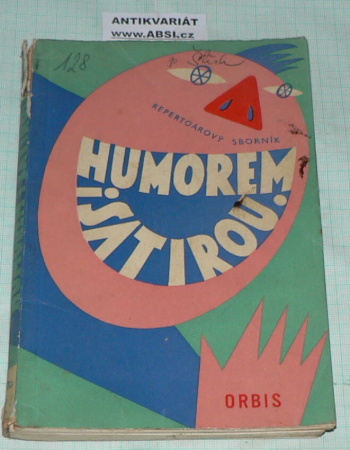 ANTIKVARIÁT
www.ABSI.cz
128
REPERTOÁROVÝ SBORNÍK
HUMOREM
i SATIROU
ORBIS